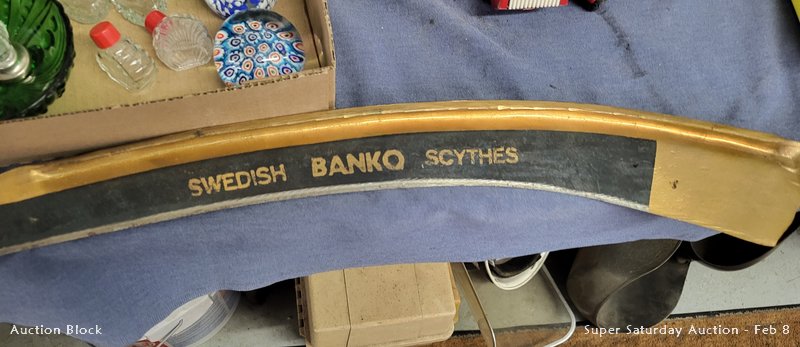 SWEDISH BANKO SCYTHES
Auction Block
Super Saturday Auction - Feb 8